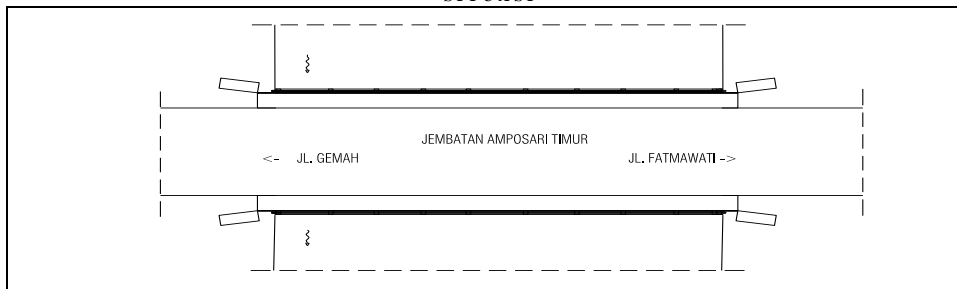 JEMBATAN AMPOSARI TIMUR
<- JL. GEMAH JL. FATMAWATI ->